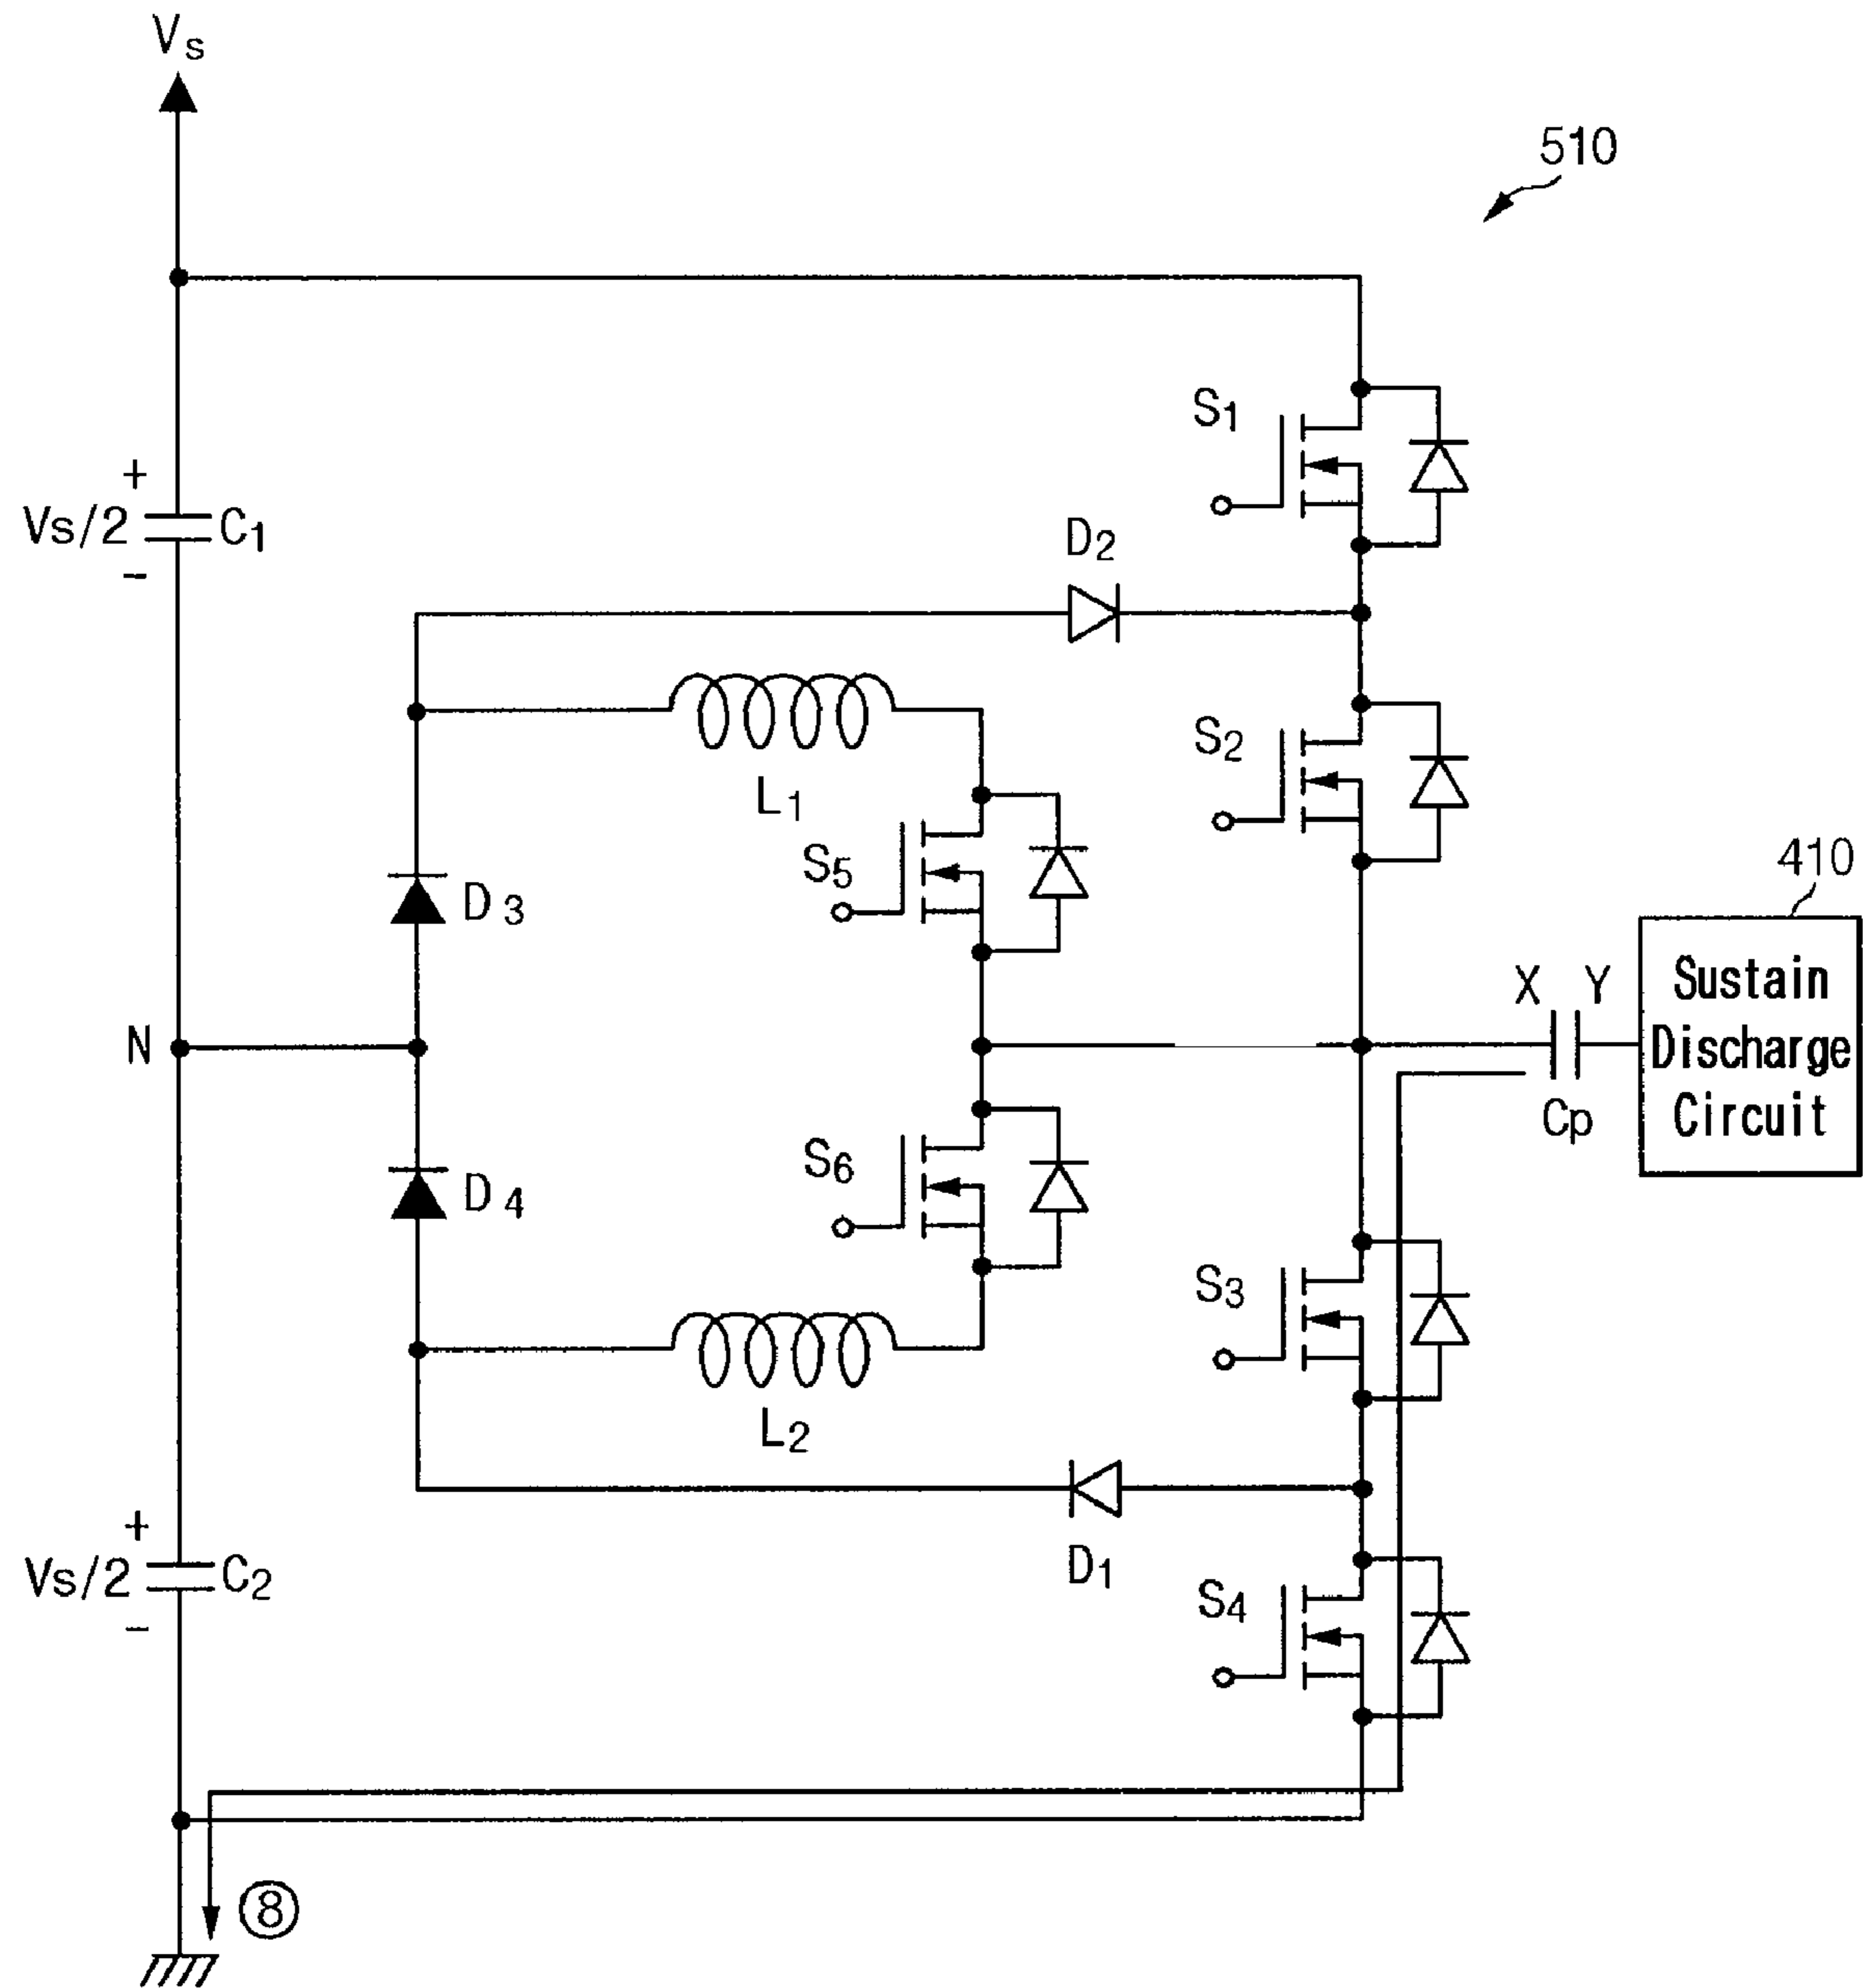 Vs
510
S1
+
Vs/2
C1
-
D2
S2
L1
S5
410
D3
X
Y
Sustain
Discharge
Circuit
N
Cp
S6
D4
S3
L2
+
Vs/2
C2
-
D1
S4
⑧